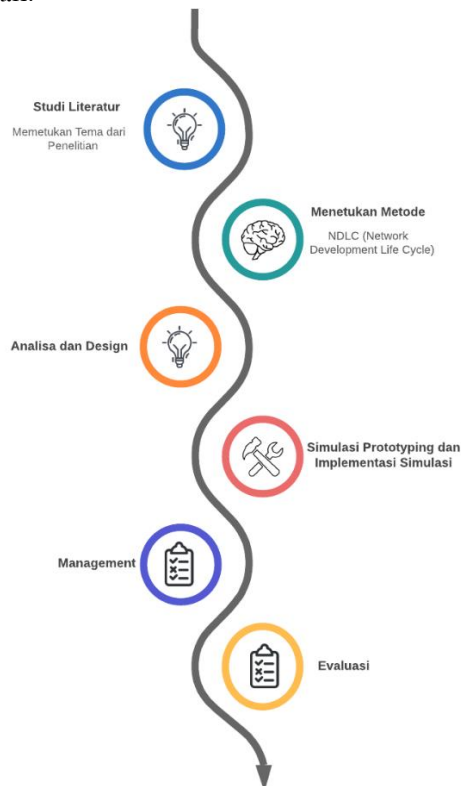 Studi Literatur
Memetukan Tema dari
Penelitian
Menetukan Metode
NDLC (Network
Development Life Cycle)
Analisa dan Design
Simulasi Prototyping dan
Implementasi Simulasi
Management
Evaluasi